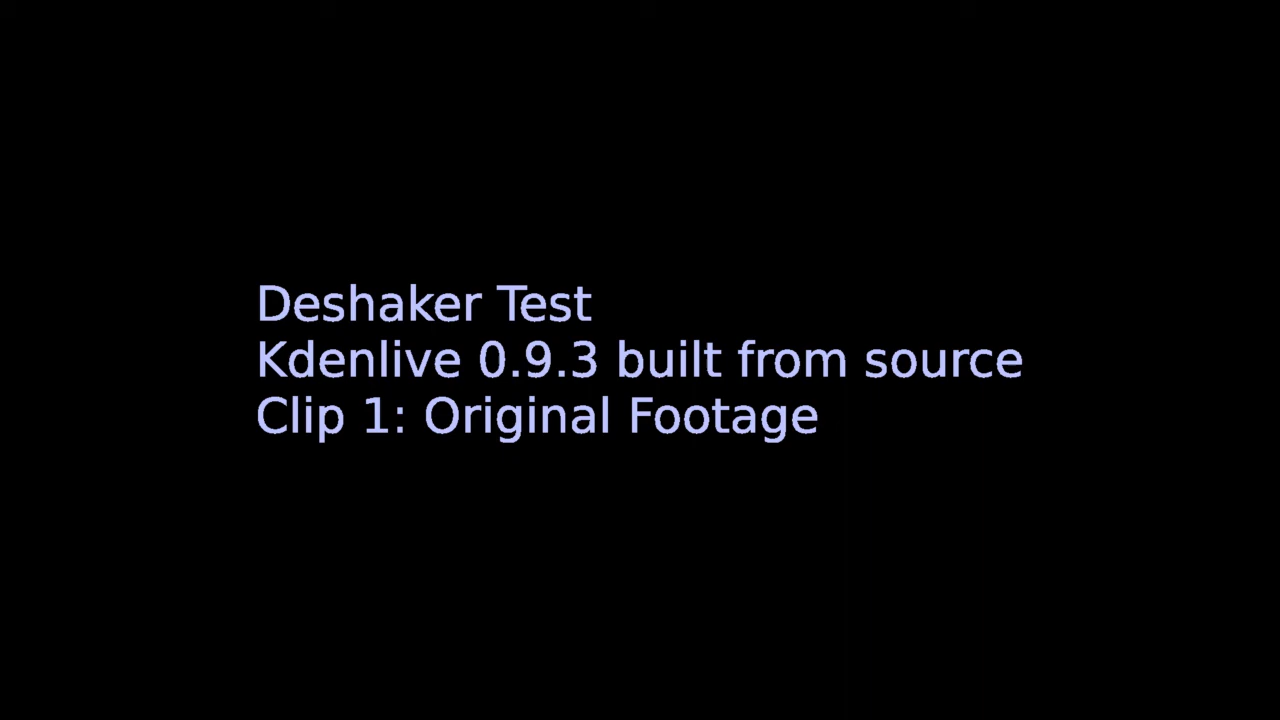 Deshaker Test
Kdenlive 0.9.3 built from source
Clip 1: Original Footage